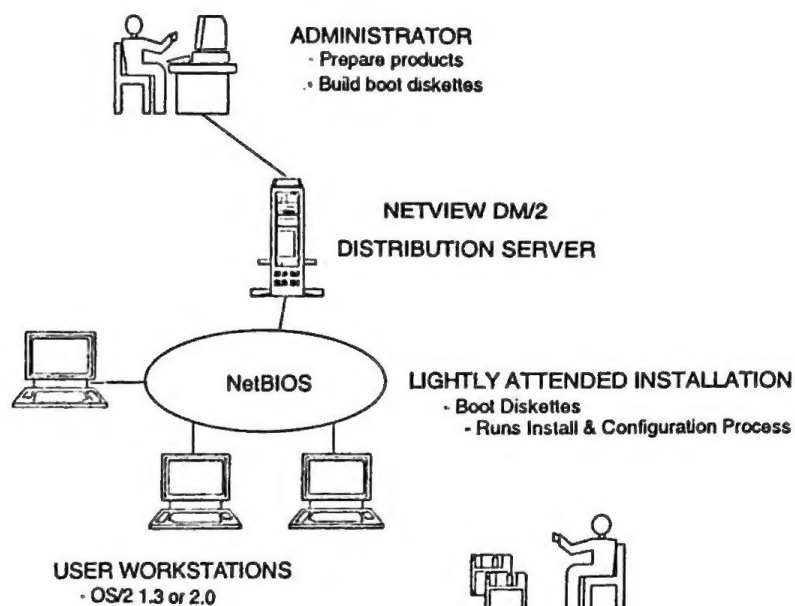 ADMINISTRATOR
- Prepare products
- Build boot diskettes
NETVIEW DM/2
DISTRIBUTION SERVER
NetBIOS
LIGHTLY ATTENDED INSTALLATION
- Boot Diskettes
- Runs Install & Configuration Process
USER WORKSTATIONS
- OS/2 1.3 or 2.0